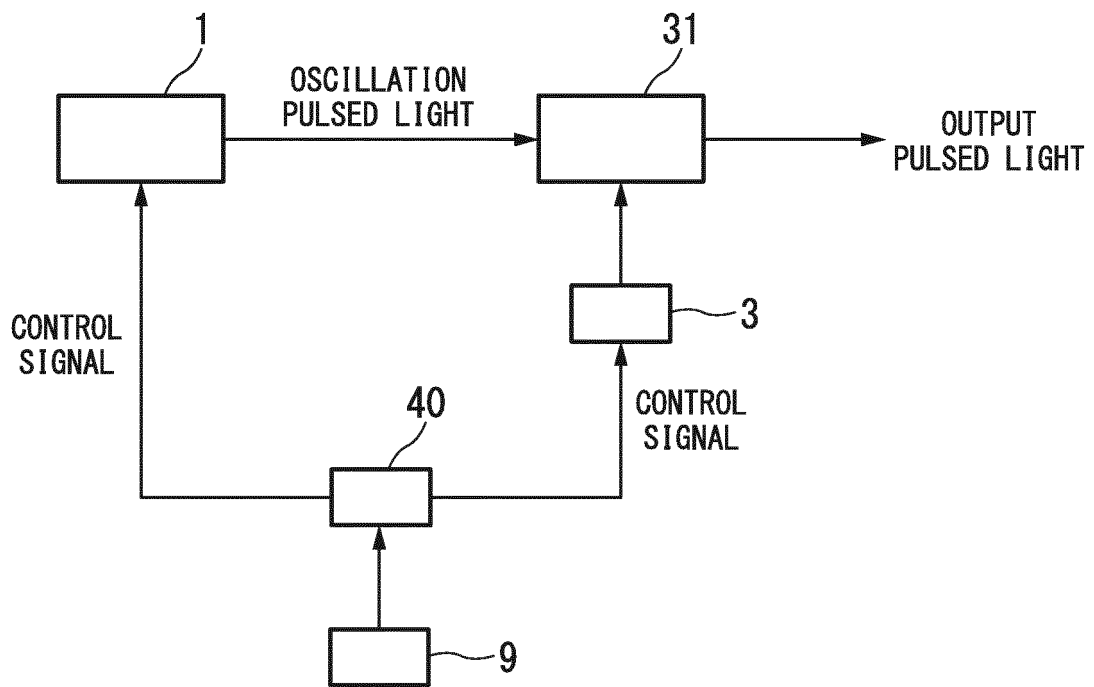 1
31
OSCILLATION
PULSED LIGHT
OUTPUT
PULSED LIGHT
3
CONTROL
SIGNAL
40
CONTROL
SIGNAL
9